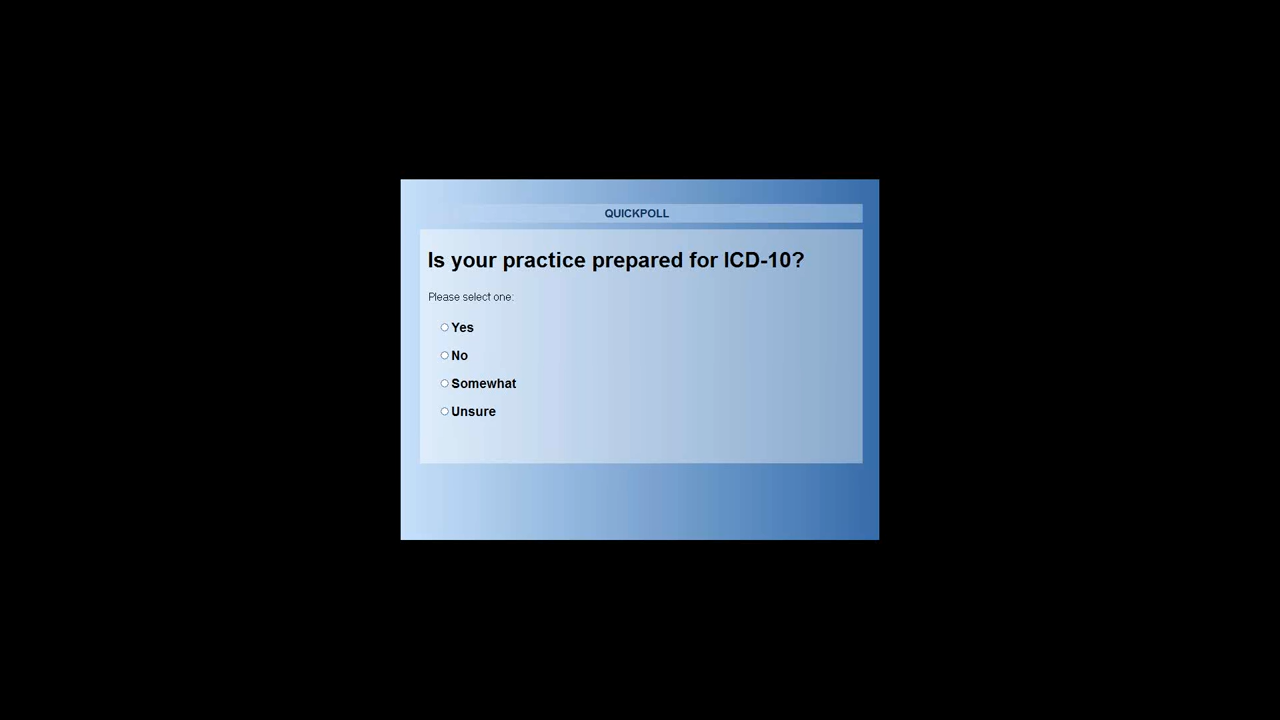 QUICKPOLL
Is your practice prepared for ICD-10?
Please select one:
Yes
No
Somewhat
Unsure